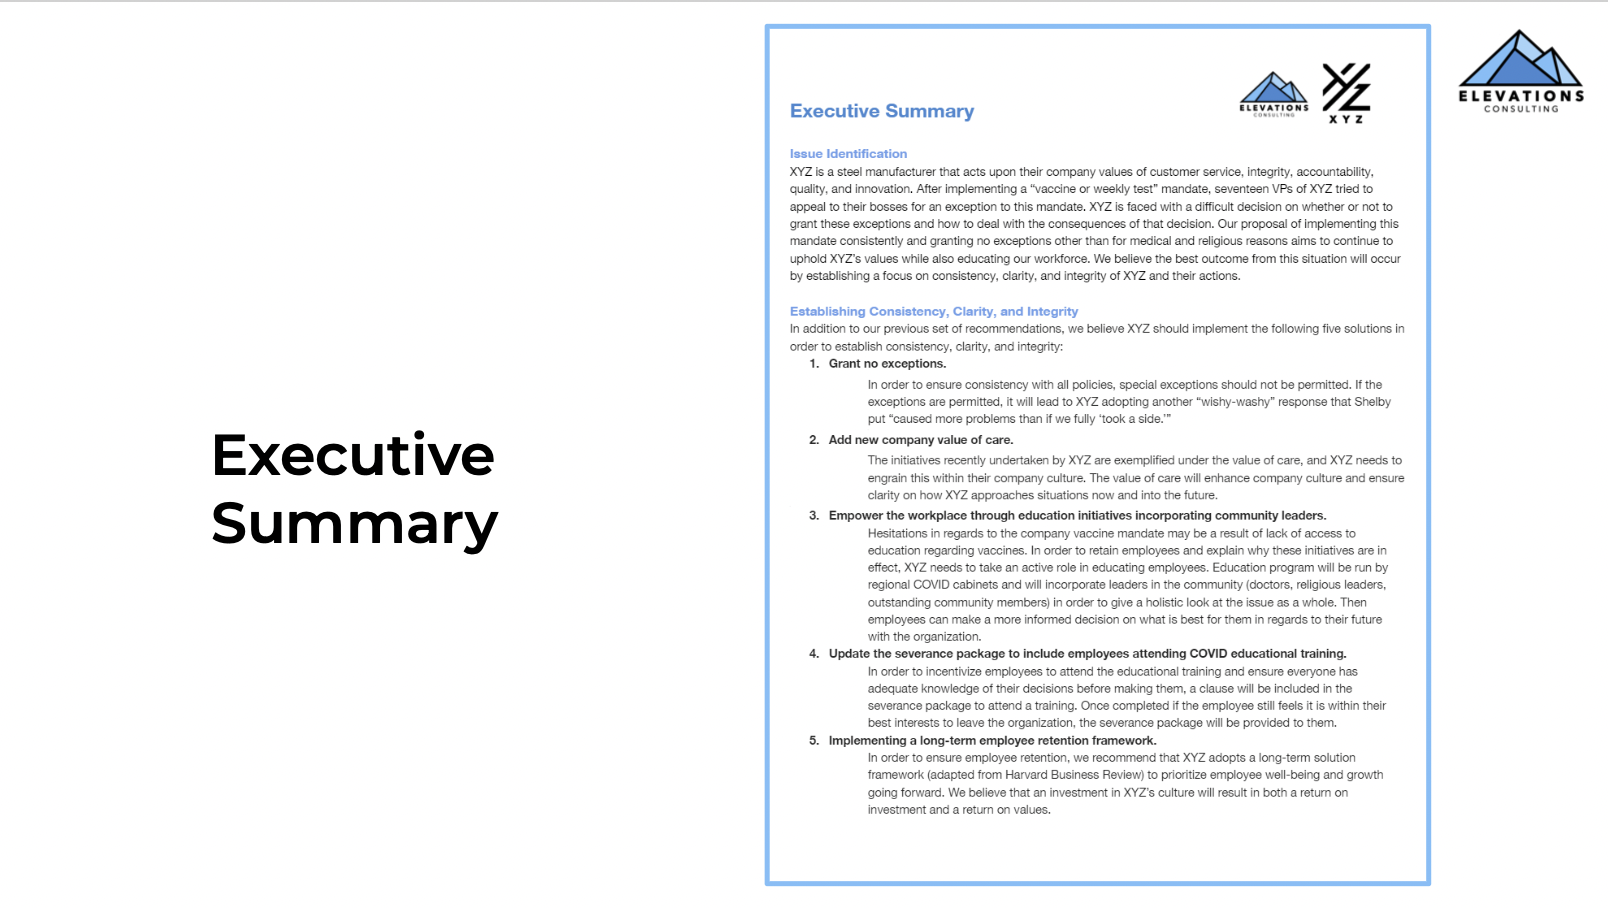 Executive
Summary
ELEVATIONS
CONSULTING
XYZ
Executive Summary
Issue Identification
XYZ is a steel manufacturer that acts upon their company values of customer service, integrity, accountability,
quality, and innovation. After implementing a “vaccine or weekly test” mandate, seventeen VPs of XYZ tried to
appeal to their bosses for an exception to this mandate. XYZ is faced with a difficult decision on whether or not to
grant these exceptions and how to deal with the consequences of that decision. Our proposal of implementing this
mandate consistently and granting no exceptions other than for medical and religious reasons aims to continue to
uphold XYZ’s values while also educating our workforce. We believe the best outcome from this situation will occur
by establishing a focus on consistency, clarity, and integrity of XYZ and their actions.
Establishing Consistency, Clarity, and Integrity
In addition to our previous set of recommendations, we believe XYZ should implement the following five solutions in
order to establish consistency, clarity, and integrity:
1. Grant no exceptions.
In order to ensure consistency with all policies, special exceptions should not be permitted. If the
exceptions are permitted, it will lead to XYZ adopting another “wishy-washy” response that Shelby
put “caused more problems than if we fully ‘took a side.’”
2. Add new company value of care.
The initiatives recently undertaken by XYZ are exemplified under the value of care, and XYZ needs to
engrain this within their company culture. The value of care will enhance company culture and ensure
clarity on how XYZ approaches situations now and into the future.
3. Empower the workplace through education initiatives incorporating community leaders.
Hesitations in regards to the company vaccine mandate may be a result of lack of access to
education regarding vaccines. In order to retain employees and explain why these initiatives are in
effect, XYZ needs to take an active role in educating employees. Education program will be run by
regional COVID cabinets and will incorporate leaders in the community (doctors, religious leaders,
outstanding community members) in order to give a holistic look at the issue as a whole. Then
employees can make a more informed decision on what is best for them in regards to their future
with the organization.
4. Update the severance package to include employees attending COVID educational training.
In order to incentivize employees to attend the educational training and ensure everyone has
adequate knowledge of their decisions before making them, a clause will be included in the
severance package to attend a training. Once completed if the employee still feels it is within their
best interests to leave the organization, the severance package will be provided to them.
5. Implementing a long-term employee retention framework.
In order to ensure employee retention, we recommend that XYZ adopts a long-term solution
framework (adapted from Harvard Business Review) to prioritize employee well-being and growth
going forward. We believe that an investment in XYZ’s culture will result in both a return on
investment and a return on values.
ELEVATIONS
CONSULTING